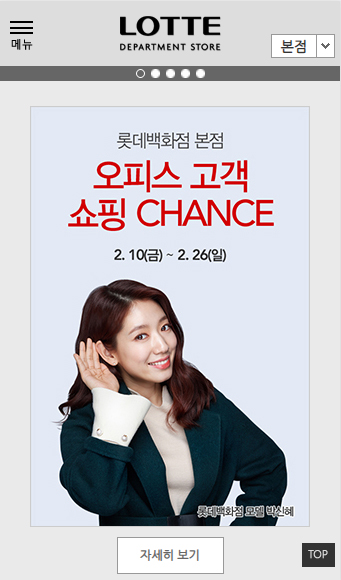 LOTTE
DEPARTMENT STORE
메뉴
본점
롯데백화점 본점
오피스 고객
쇼핑 CHANCE
2. 10(금) ~ 2. 26(일)
롯데백화점 모델 박신혜
자세히 보기
TOP